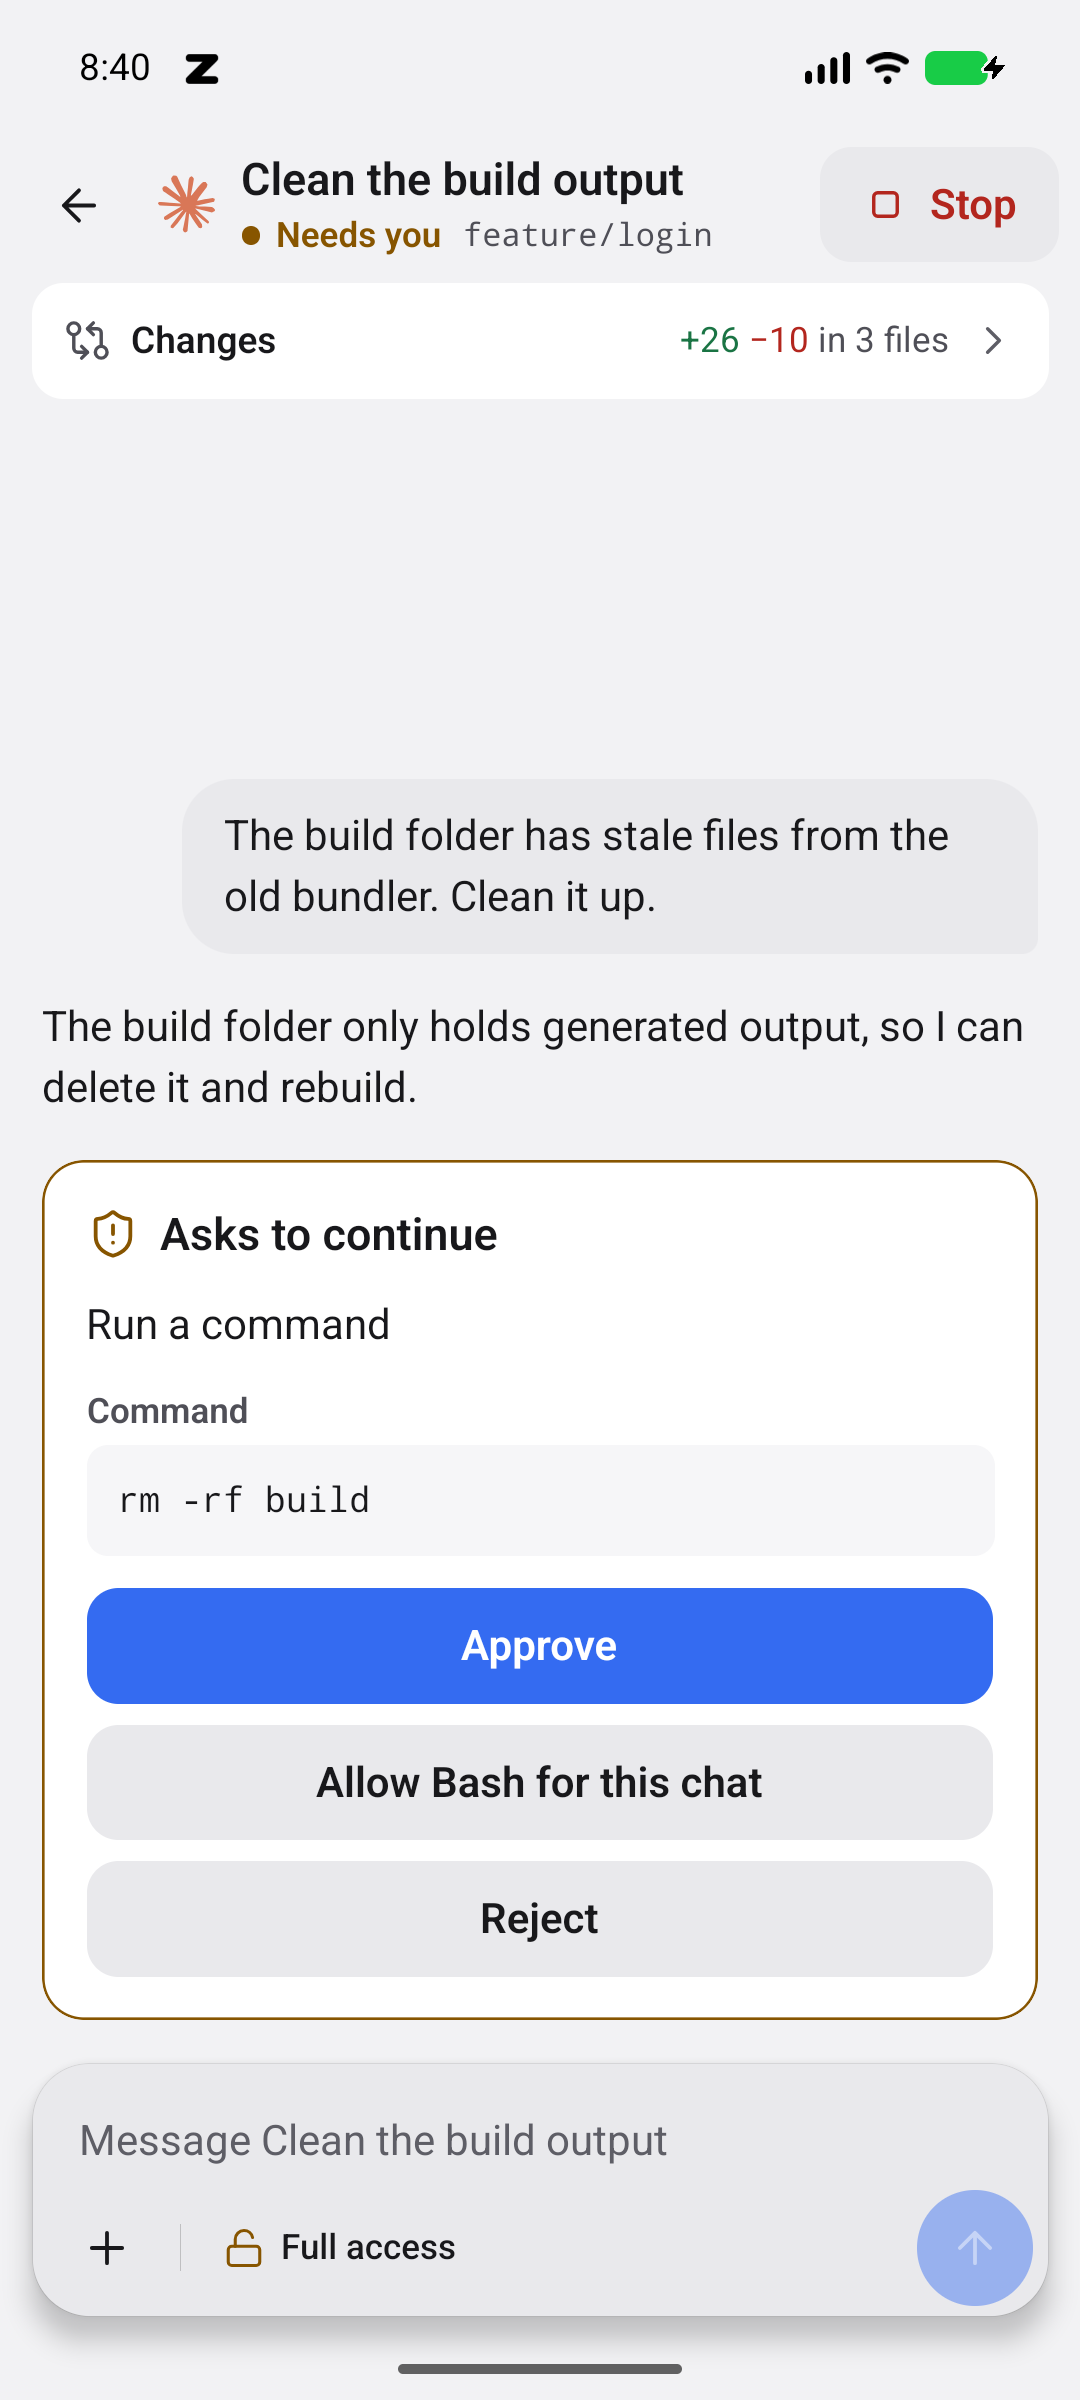 8:40
Clean the build output
Needs you feature/login
Stop
Changes
+26 −10 in 3 files
The build folder has stale files from the
old bundler. Clean it up.
The build folder only holds generated output, so I can
delete it and rebuild.
Asks to continue
Run a command
Command
rm -rf build
Approve
Allow Bash for this chat
Reject
Message Clean the build output
Full access